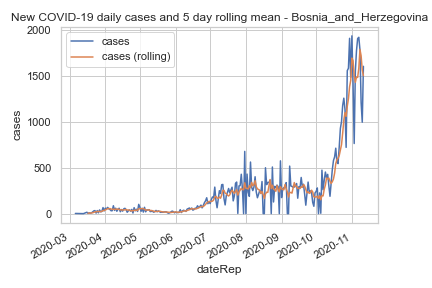 New COVID-19 daily cases and 5 day rolling mean - Bosnia_and_Herzegovina
2000
1500
1000
500
0
cases
cases
cases (rolling)
2020-03
2020-04
2020-05
2020-06
2020-07
2020-08
2020-09
2020-10
2020-11
dateRep